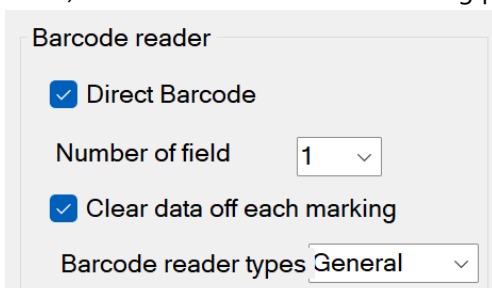 Barcode reader
Direct Barcode
Number of field 1
Clear data off each marking
Barcode reader types General